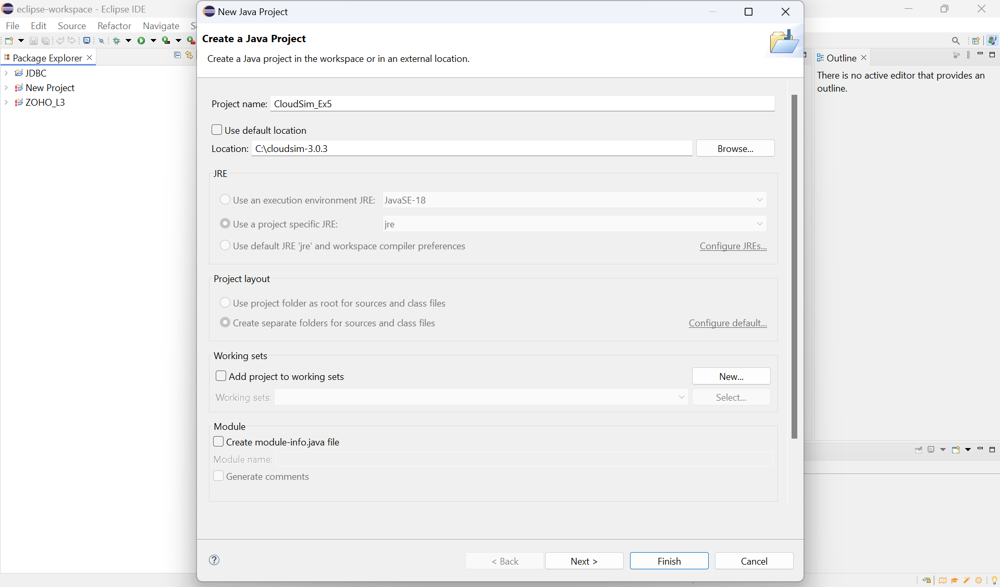 eclipse-workspace - Eclipse IDE
File Edit Source Refactor Navigate
Package Explorer
JDBC
New Project
ZOHO_L3
New Java Project
Create a Java Project
Create a Java project in the workspace or in an external location.
Project name: CloudSim_Ex5
Use default location
Location: C:\cloudsim-3.0.3 Browse...
JRE
Use an execution environment JRE: JavaSE-18
Use a project specific JRE: jre
Use default JRE 'jre' and workspace compiler preferences Configure JREs...
Project layout
Use project folder as root for sources and class files
Create separate folders for sources and class files Configure default...
Working sets
Add project to working sets New...
Working sets: Select...
Module
Create module-info.java file
Module name:
Generate comments
< Back Next > Finish Cancel
Outline
There is no active editor that provides an
outline.